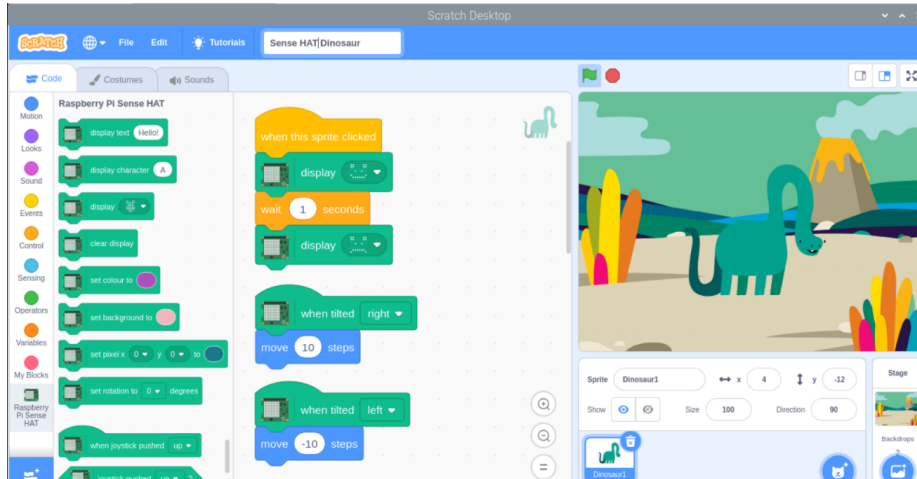 Scratch Desktop
SCRATCH
File
Edit
Tutorials
Sense HAT Dinosaur
Code
Costumes
Sounds
Motion
Looks
Sound
Events
Control
Sensing
Operators
Variables
My Blocks
Raspberry
Pi Sense
HAT
Raspberry Pi Sense HAT
display text Hello!
display character A
display
clear display
set colour to
set background to
set pixel x 0 y 0 to
set rotation to 0 degrees
when joystick pushed up
joystick pushed up ?
when this sprite clicked
display
wait 1 seconds
display
when tilted right
move 10 steps
when tilted left
move -10 steps
Sprite Dinosaur1 x 4 y -12
Show Size 100 Direction 90
Dinosaur1
Stage
Backdrops